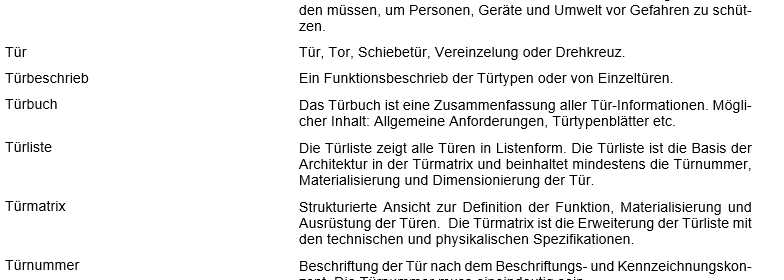 den müssen, um Personen, Geräte und Umwelt vor Gefahren zu schüt-
zen.
Tür Tür, Tor, Schiebetür, Vereinzelung oder Drehkreuz.
Türbeschrieb Ein Funktionsbeschrieb der Türtypen oder von Einzeltüren.
Türbuch Das Türbuch ist eine Zusammenfassung aller Tür-Informationen. Mögli-
cher Inhalt: Allgemeine Anforderungen, Türtypenblätter etc.
Türliste Die Türliste zeigt alle Türen in Listenform. Die Türliste ist die Basis der
Architektur in der Türmatrix und beinhaltet mindestens die Türnummer,
Materialisierung und Dimensionierung der Tür.
Türmatrix Strukturierte Ansicht zur Definition der Funktion, Materialisierung und
Ausrüstung der Türen. Die Türmatrix ist die Erweiterung der Türliste mit
den technischen und physikalischen Spezifikationen.
Türnummer Beschriftung der Tür nach dem Beschriftungs- und Kennzeichnungskon-
zept. Die Türnummer muss eineindeutig sein.